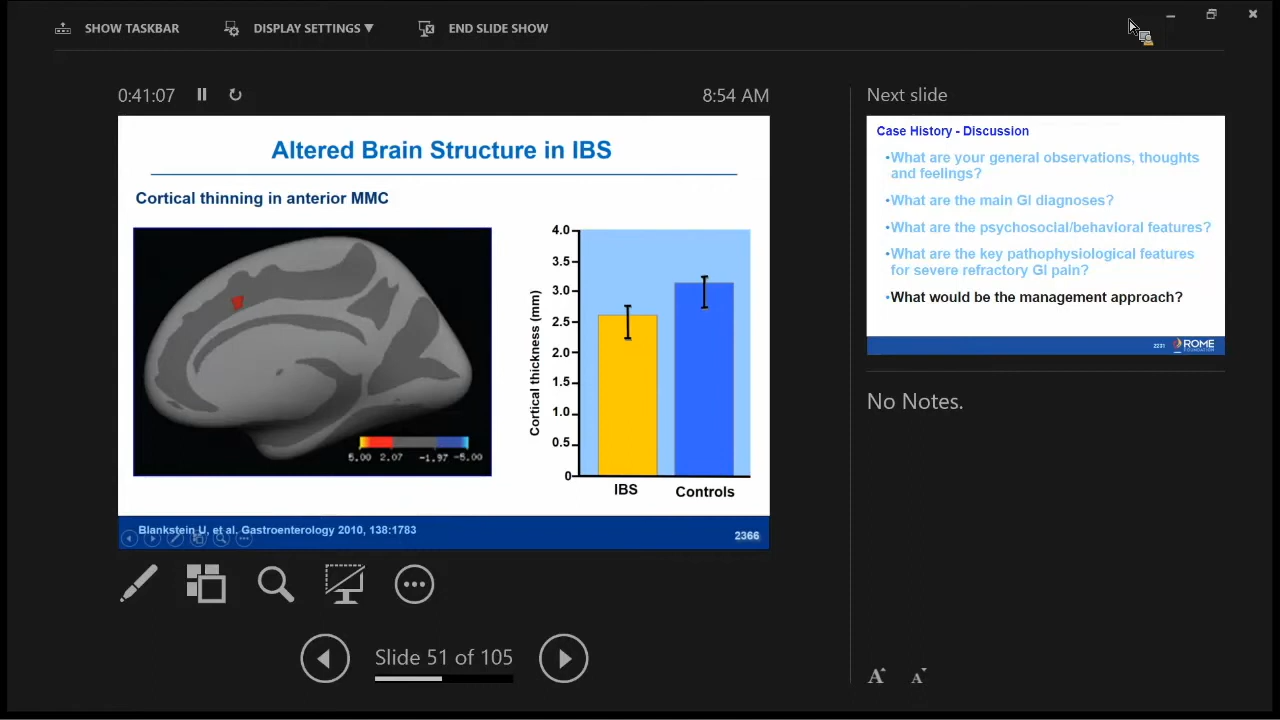 SHOW TASKBAR
DISPLAY SETTINGS ▼
END SLIDE SHOW
0:41:07
8:54 AM
Altered Brain Structure in IBS
Cortical thinning in anterior MMC
5.00 2.07 -1.97 -5.00
Cortical thickness (mm)
4.0
3.5
3.0
2.5
2.0
1.5
1.0
0.5
0
IBS
Controls
Blankstein U, et al. Gastroenterology 2010, 138:1783
2366
Slide 51 of 105
Next slide
Case History - Discussion
•What are your general observations, thoughts
and feelings?
•What are the main GI diagnoses?
•What are the psychosocial/behavioral features?
•What are the key pathophysiological features
for severe refractory GI pain?
•What would be the management approach?
2231
ROME
FOUNDATION
No Notes.
A
A